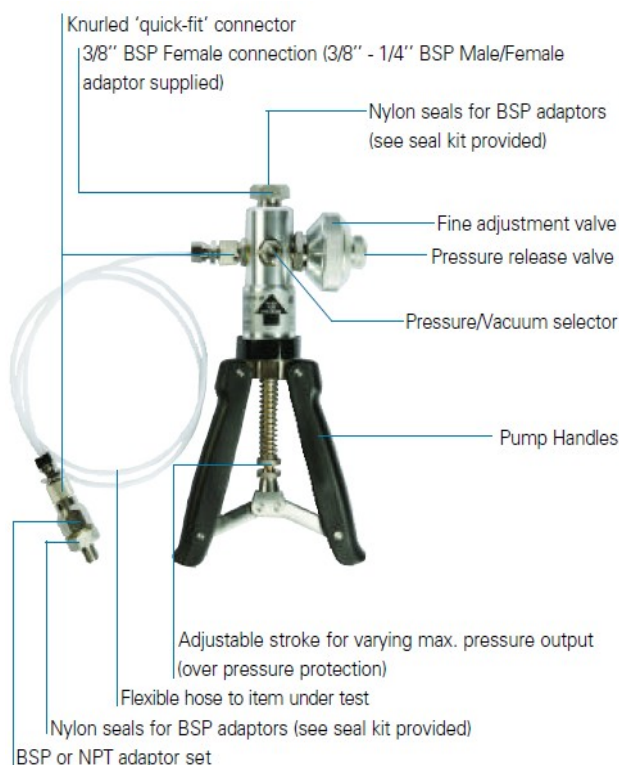 Knurled ‘quick-fit’ connector
3/8’’ BSP Female connection (3/8’’ - 1/4’’ BSP Male/Female
adaptor supplied)
Nylon seals for BSP adaptors
(see seal kit provided)
Fine adjustment valve
Pressure release valve
Pressure/Vacuum selector
Pump Handles
Adjustable stroke for varying max. pressure output
(over pressure protection)
Flexible hose to item under test
Nylon seals for BSP adaptors (see seal kit provided)
BSP or NPT adaptor set